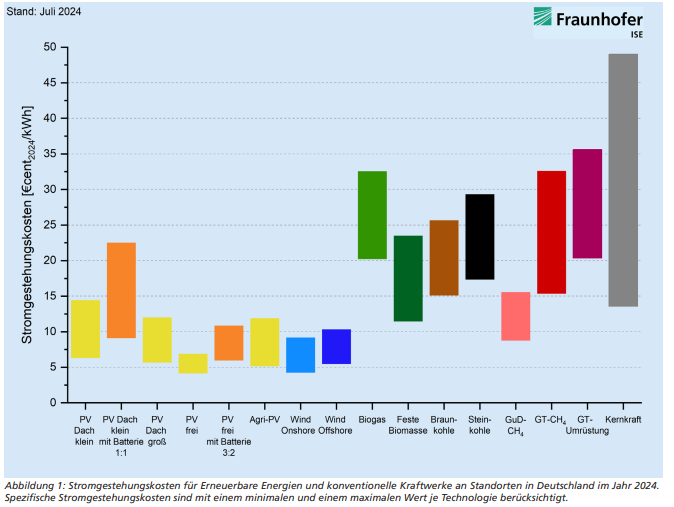 Stand: Juli 2024
Fraunhofer
ISE
Stromgestehungskosten [€cent2024/kWh]
50
45
40
35
30
25
20
15
10
5
0
PV
Dach
klein
PV Dach
klein
mit Batterie
1:1
PV
Dach
groß
PV
frei
PV
frei
mit Batterie
3:2
Agri-PV
Wind
Onshore
Wind
Offshore
Biogas
Feste
Biomasse
Braun-
kohle
Stein-
kohle
GuD-
CH4
GT-CH4
GT-
Umrüstung
Kernkraft
Abbildung 1: Stromgestehungskosten für Erneuerbare Energien und konventionelle Kraftwerke an Standorten in Deutschland im Jahr 2024.
Spezifische Stromgestehungskosten sind mit einem minimalen und einem maximalen Wert je Technologie berücksichtigt.